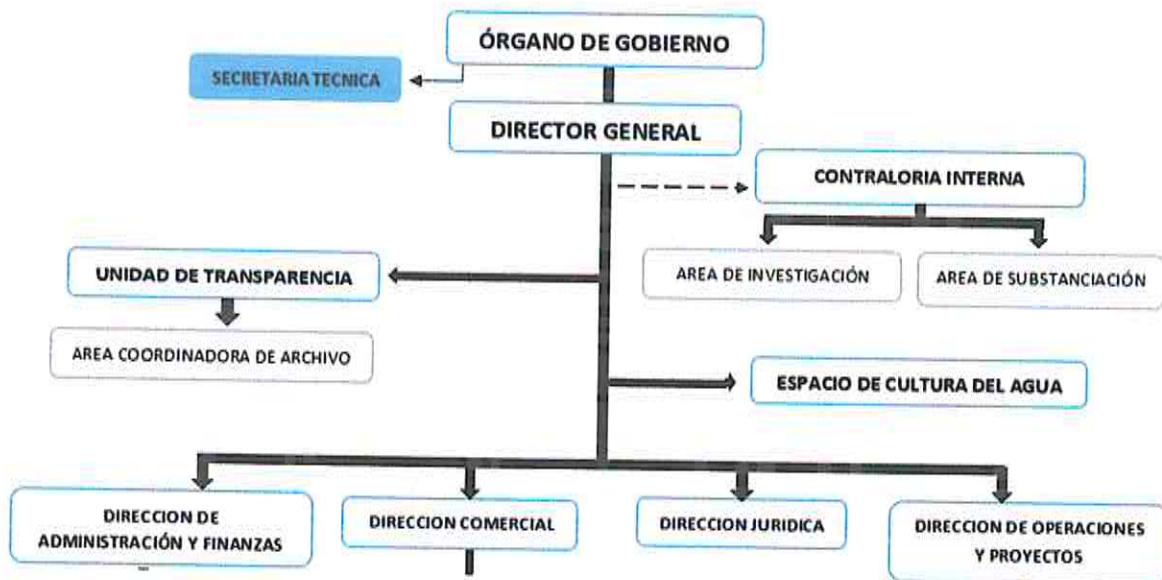 ÓRGANO DE GOBIERNO
SECRETARIA TECNICA
DIRECTOR GENERAL
CONTRALORIA INTERNA
AREA DE INVESTIGACIÓN
AREA DE SUBSTANCIACIÓN
UNIDAD DE TRANSPARENCIA
AREA COORDINADORA DE ARCHIVO
ESPACIO DE CULTURA DEL AGUA
DIRECCION DE
ADMINISTRACIÓN Y FINANZAS
DIRECCION COMERCIAL
DIRECCION JURIDICA
DIRECCION DE OPERACIONES
Y PROYECTOS